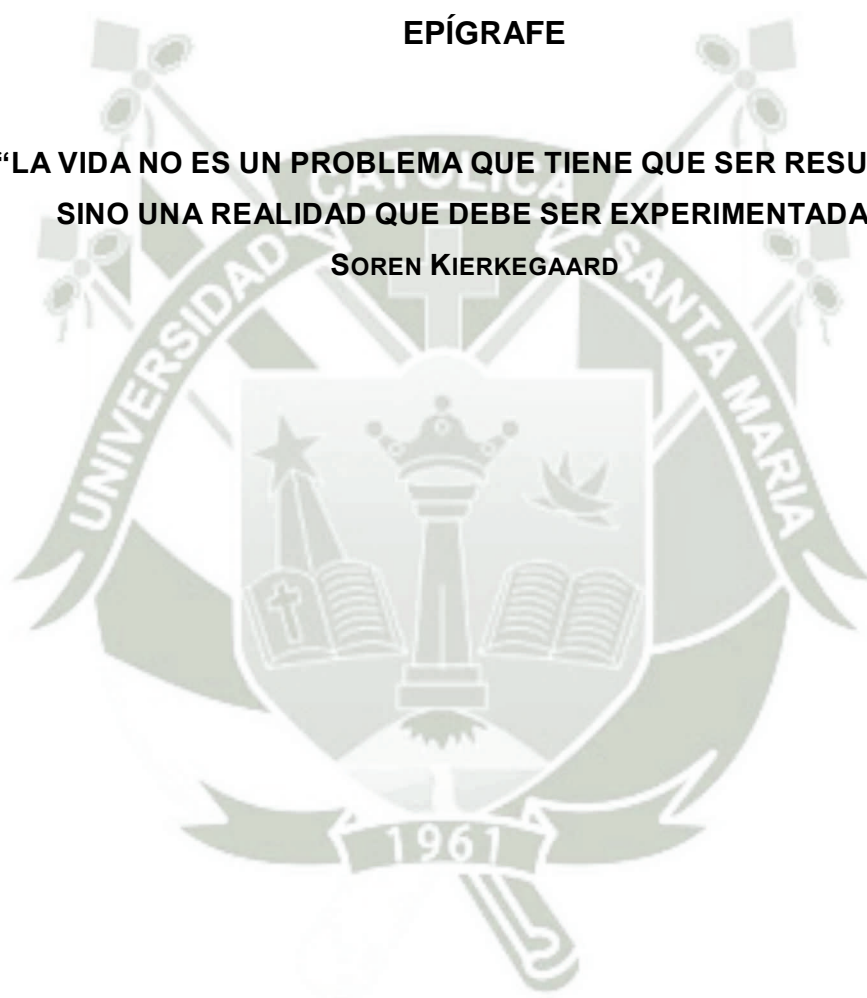 EPÍGRAFE
“LA VIDA NO ES UN PROBLEMA QUE TIENE QUE SER RESU
SINO UNA REALIDAD QUE DEBE SER EXPERIMENTADA
SOREN KIERKEGAARD
UNIVERSIDAD CATOLICA SANTA MARIA
1961